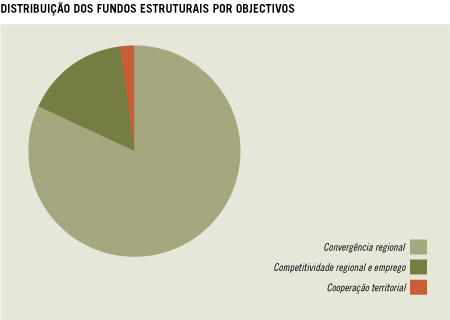 DISTRIBUIÇÃO DOS FUNDOS ESTRUTURAIS POR OBJECTIVOS
Convergência regional
Competitividade regional e emprego
Cooperação territorial